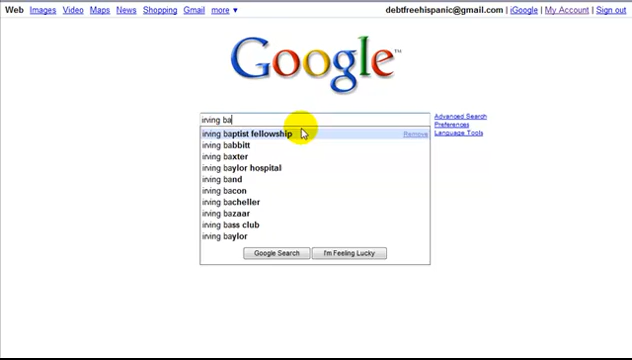 Web Images Video Maps News Shopping Gmail more ▼ debtfreehispanic@gmail.com | iGoogle | My Account | Sign out
Google™
irving ba
Advanced Search
Preferences
Language Tools
irving baptist fellowship Remove
irving babbitt
irving baxter
irving baylor hospital
irving band
irving bacon
irving bacheller
irving bazaar
irving bass club
irving baylor
Google Search I'm Feeling Lucky